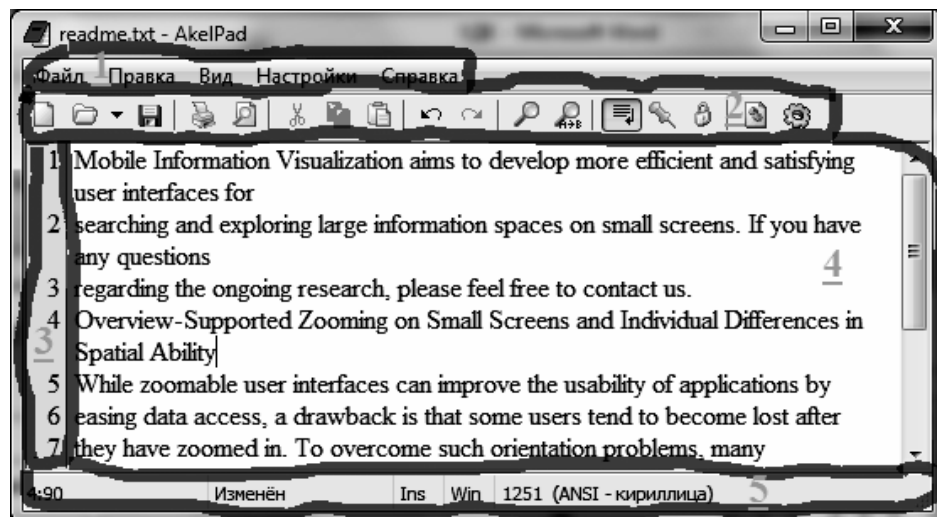 readme.txt - AkelPad
Файл 1 Правка Вид Настройки Справка
A→B 2
1 Mobile Information Visualization aims to develop more efficient and satisfying
user interfaces for
2 searching and exploring large information spaces on small screens. If you have
any questions
4
3 regarding the ongoing research, please feel free to contact us.
4 Overview-Supported Zooming on Small Screens and Individual Differences in
3
Spatial Ability
5 While zoomable user interfaces can improve the usability of applications by
6 easing data access, a drawback is that some users tend to become lost after
7 they have zoomed in. To overcome such orientation problems, many
4:90 Изменён Ins Win 1251 (ANSI - кириллица) 5